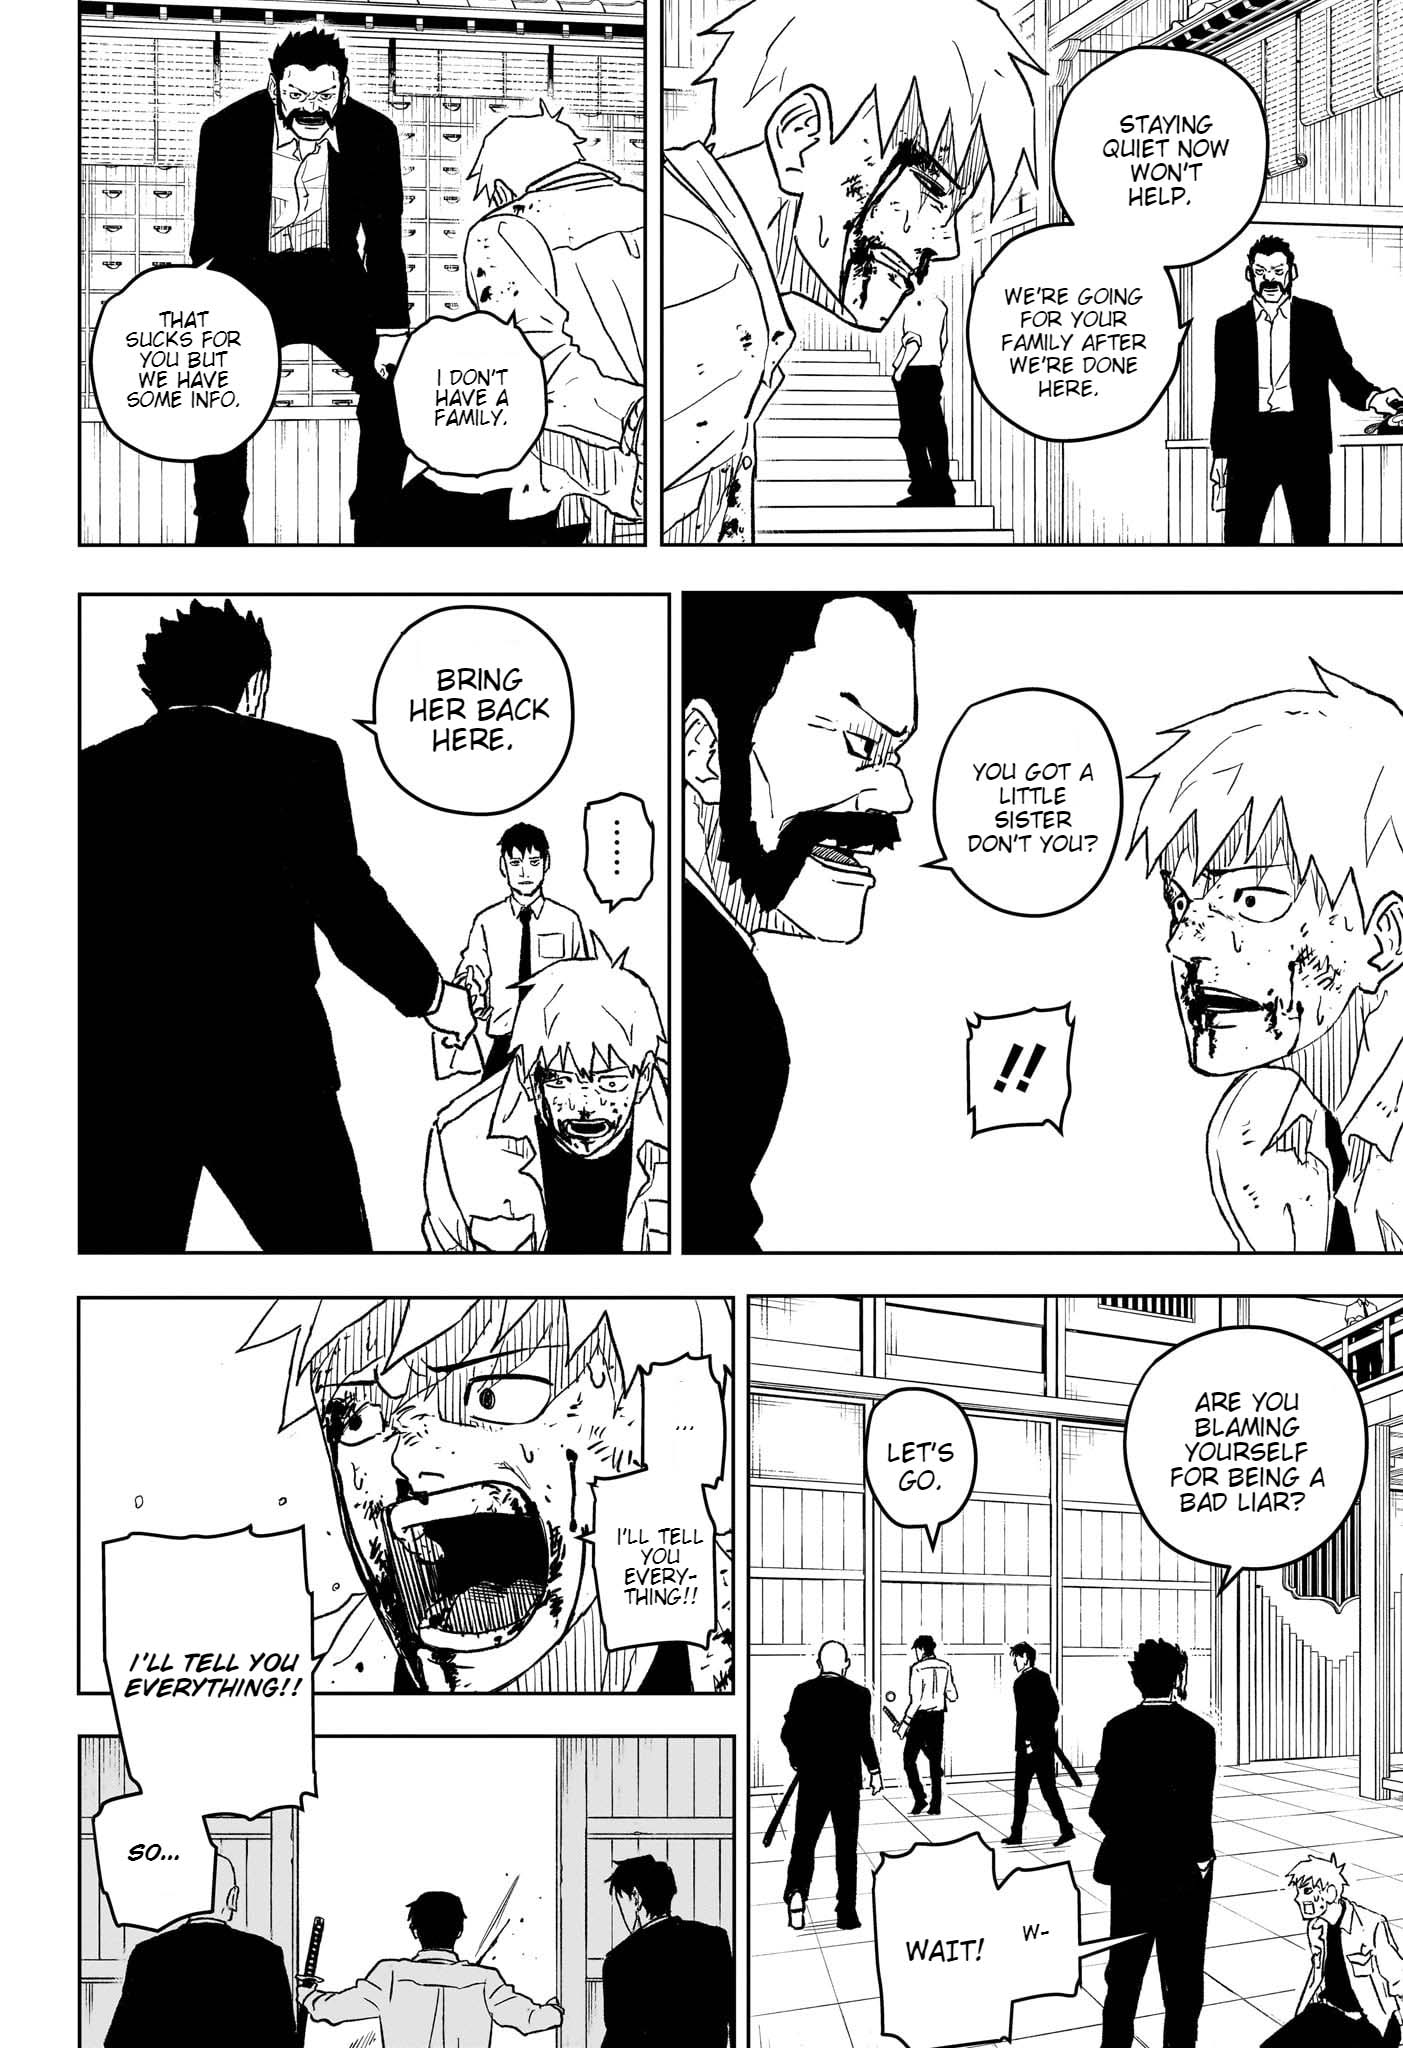 STAYING
QUIET NOW
WON'T
HELP.
WE'RE GOING
FOR YOUR
FAMILY AFTER
WE'RE DONE
HERE.
I DON'T
HAVE A
FAMILY.
THAT
SUCKS FOR
YOU BUT
WE HAVE
SOME INFO.
YOU GOT A
LITTLE
SISTER
DON'T YOU?
!!
BRING
HER BACK
HERE.
......
ARE YOU
BLAMING
YOURSELF
FOR BEING A
BAD LIAR?
LET'S
GO.
W-
WAIT!
...
I'LL TELL
YOU
EVERY-
THING!!
I'LL TELL YOU
EVERYTHING!!
SO...